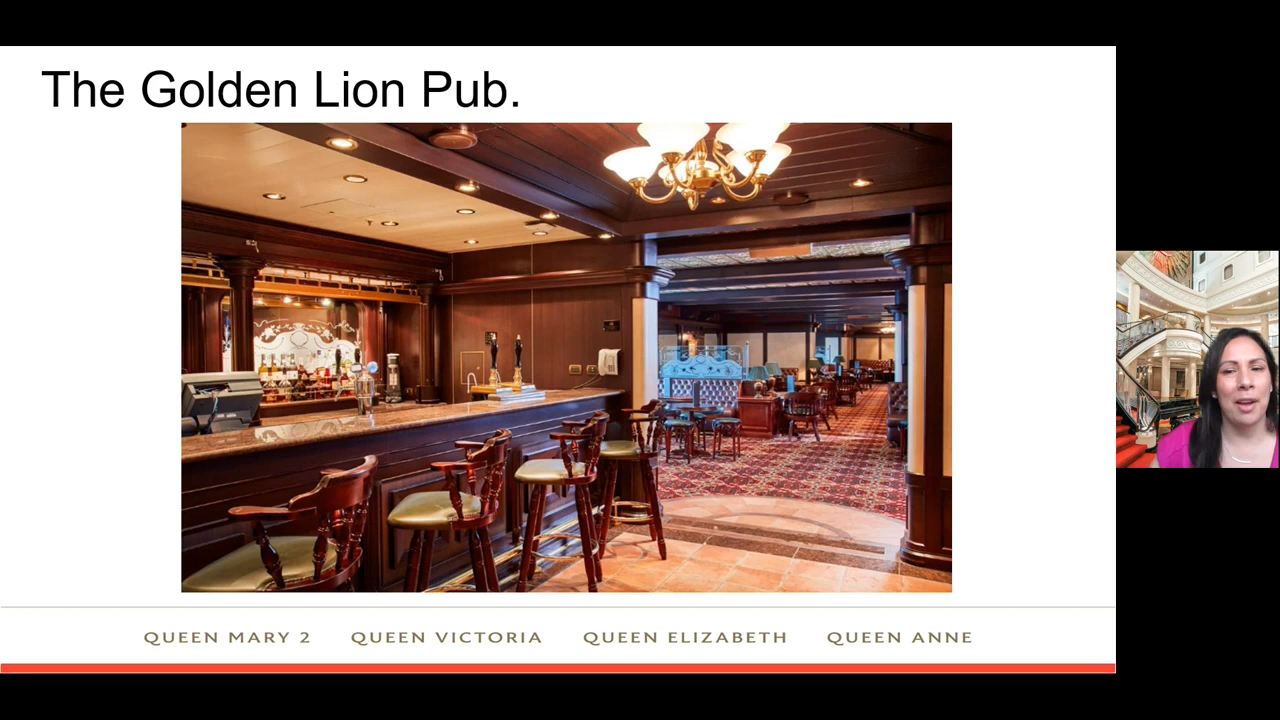 The Golden Lion Pub.
QUEEN MARY 2 QUEEN VICTORIA QUEEN ELIZABETH QUEEN ANNE